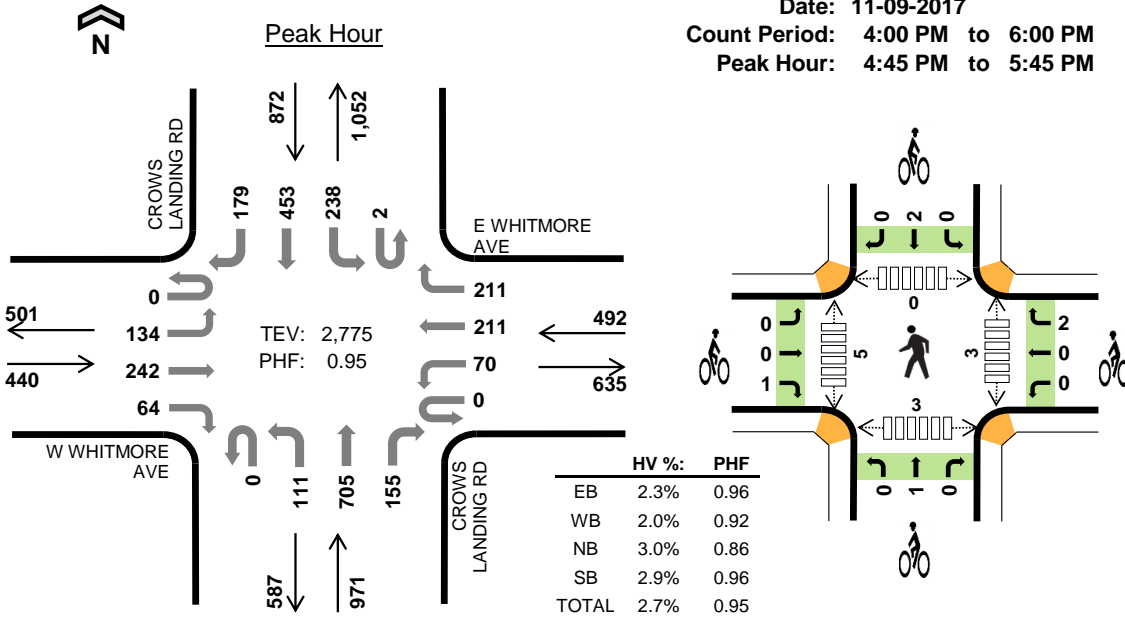 Date: 11-09-2017
Count Period: 4:00 PM to 6:00 PM
Peak Hour: 4:45 PM to 5:45 PM
N
Peak Hour
872
1,052
CROWS
LANDING RD
179
453
238
2
E WHITMORE
AVE
0
134
242
64
501
440
TEV: 2,775
PHF: 0.95
211
211
70
0
492
635
W WHITMORE
AVE
0
111
705
155
CROWS
LANDING RD
587
971
HV %: PHF
EB 2.3% 0.96
WB 2.0% 0.92
NB 3.0% 0.86
SB 2.9% 0.96
TOTAL 2.7% 0.95
0 2 0
0
0
0
1
5
3
2
0
0
3
0 1 0